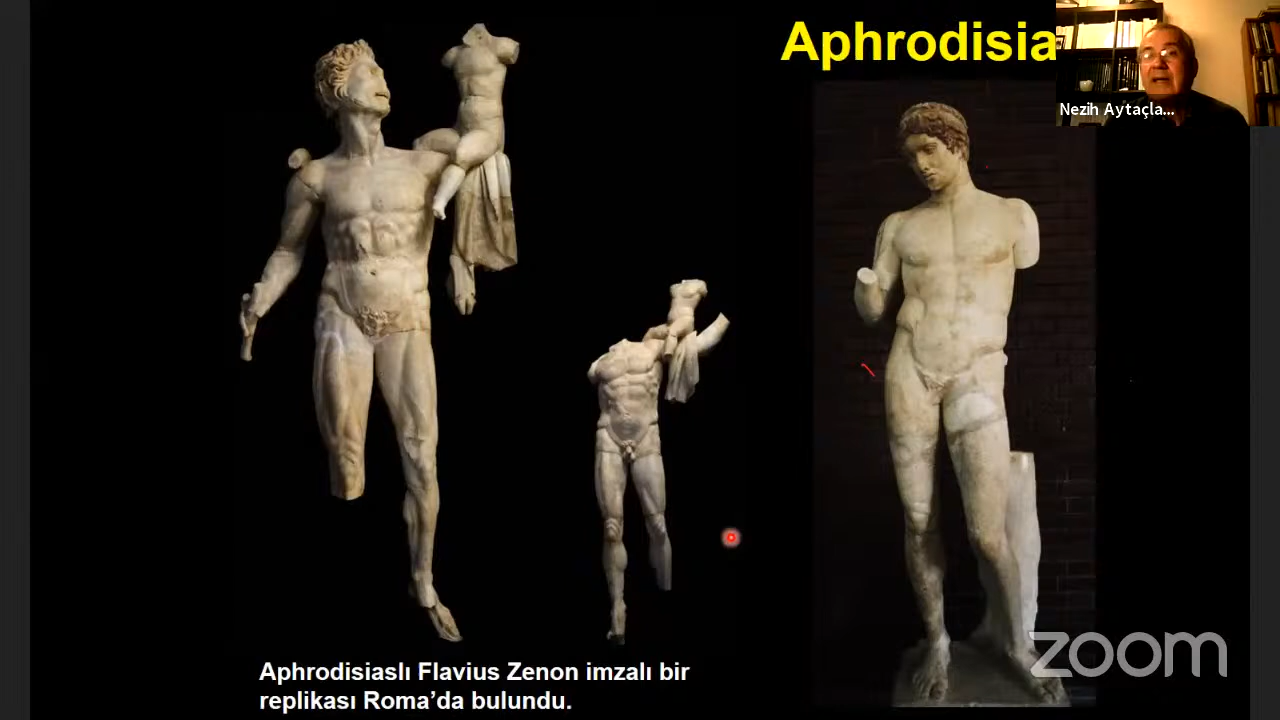 Aphrodisia
Nezih Aytaçla...
Aphrodisiaslı Flavius Zenon imzalı bir
replikası Roma’da bulundu.
zoom